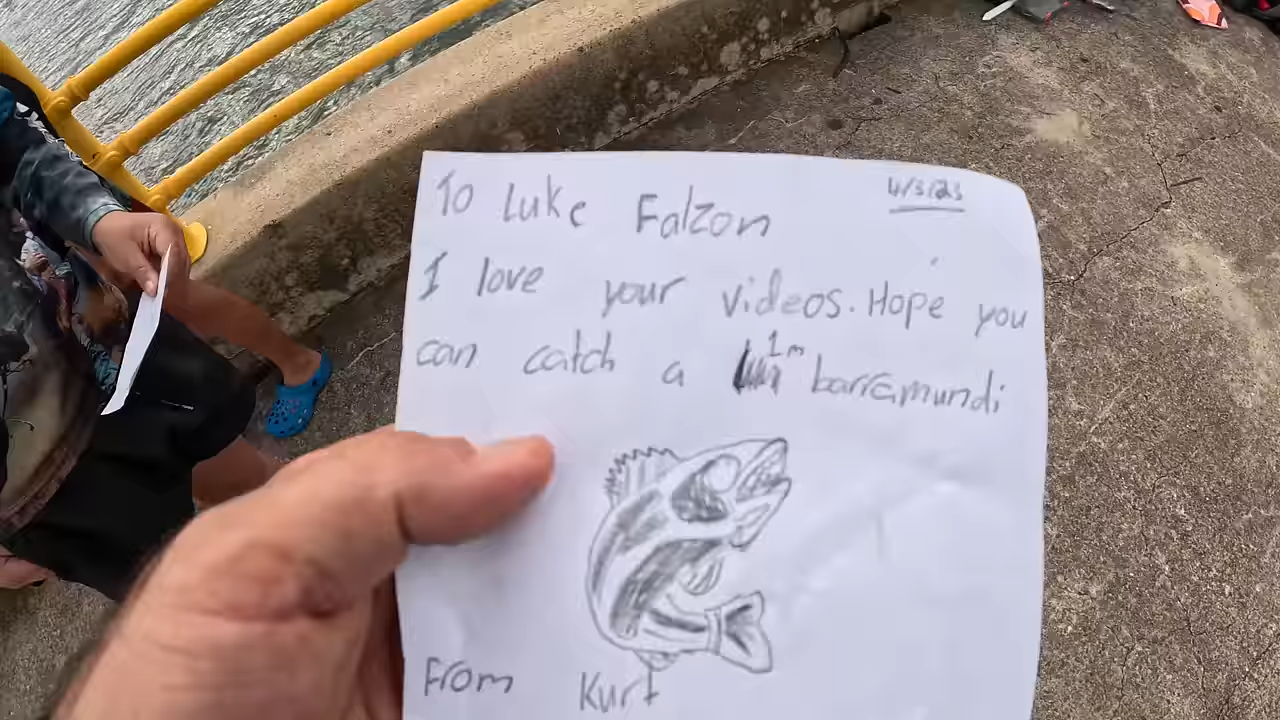 To Luke Falzon 4/3/23
I love your videos. Hope you
can catch a 1m barramundi
From Kurt